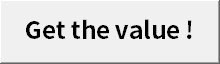 Get the value !